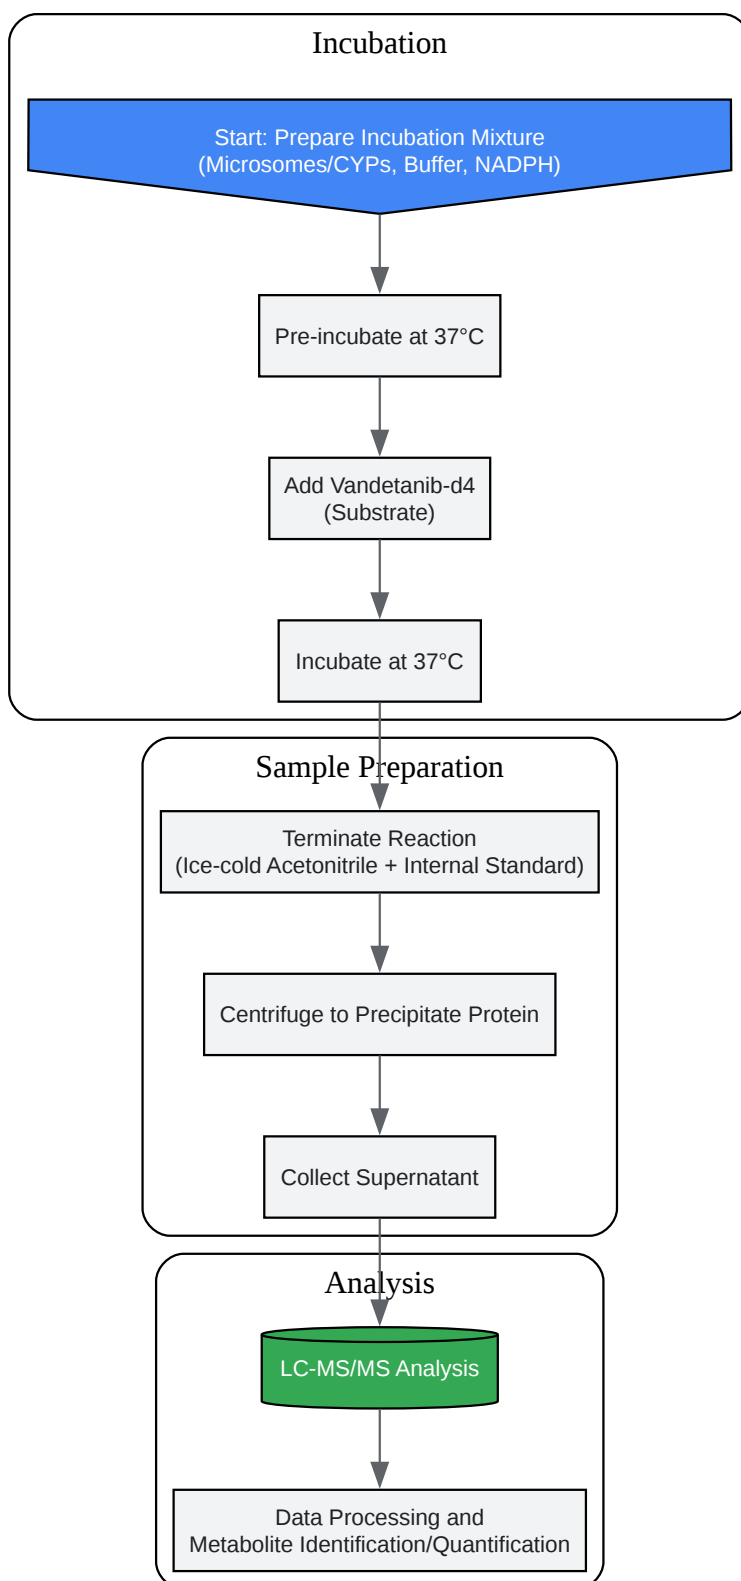 Incubation
Start: Prepare Incubation Mixture
(Microsomes/CYPs, Buffer, NADPH)
Pre-incubate at 37°C
Add Vandetanib-d4
(Substrate)
Incubate at 37°C
Sample Preparation
Terminate Reaction
(Ice-cold Acetonitrile + Internal Standard)
Centrifuge to Precipitate Protein
Collect Supernatant
Analysis
LC-MS/MS Analysis
Data Processing and
Metabolite Identification/Quantification